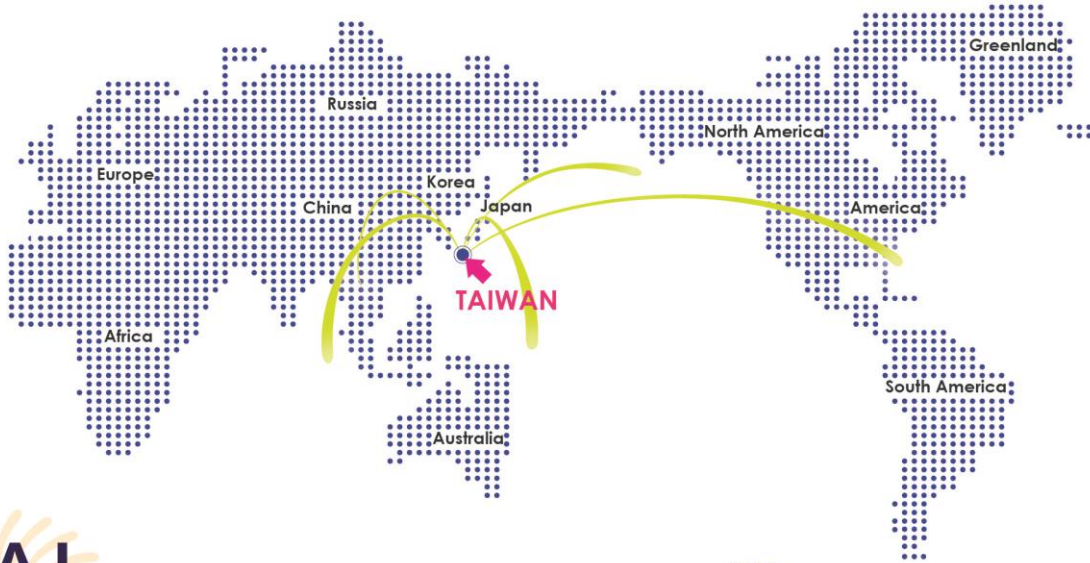 Greenland
Russia
North America
Europe
Korea
China
Japan
America
TAIWAN
Africa
South America
Australia